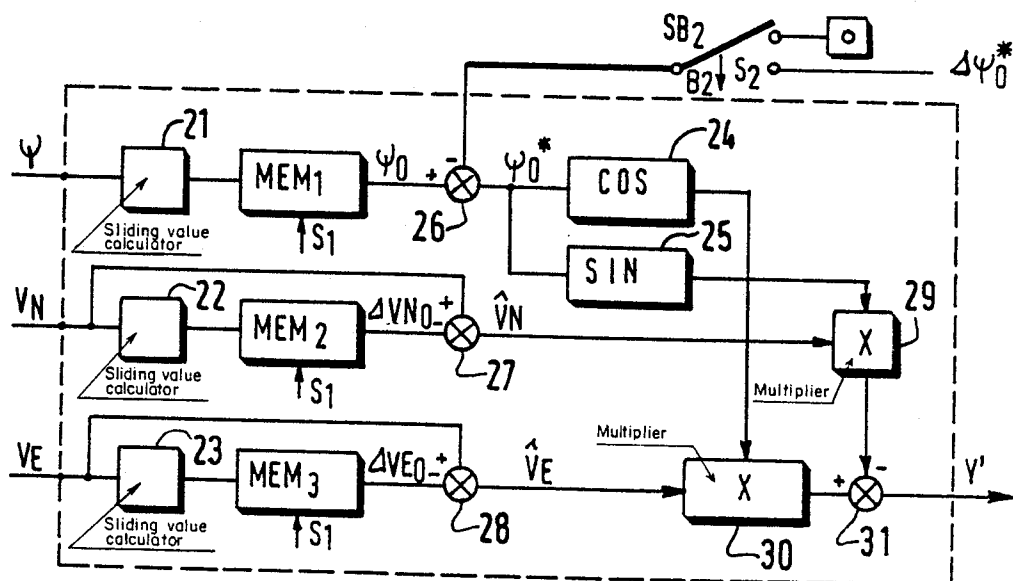 SB2
B2
S2
Δψ0*
ψ
21
MEM1
ψ0
+
-
ψ0*
24
COS
26
S1
Sliding value
calculator
25
SIN
VN
22
MEM2
ΔVN0
-
+
V̂N
27
29
X
Multiplier
S1
Sliding value
calculator
VE
23
MEM3
ΔVE0
-
+
V̂E
28
Multiplier
X
30
+
-
31
Y'
S1
Sliding value
calculator